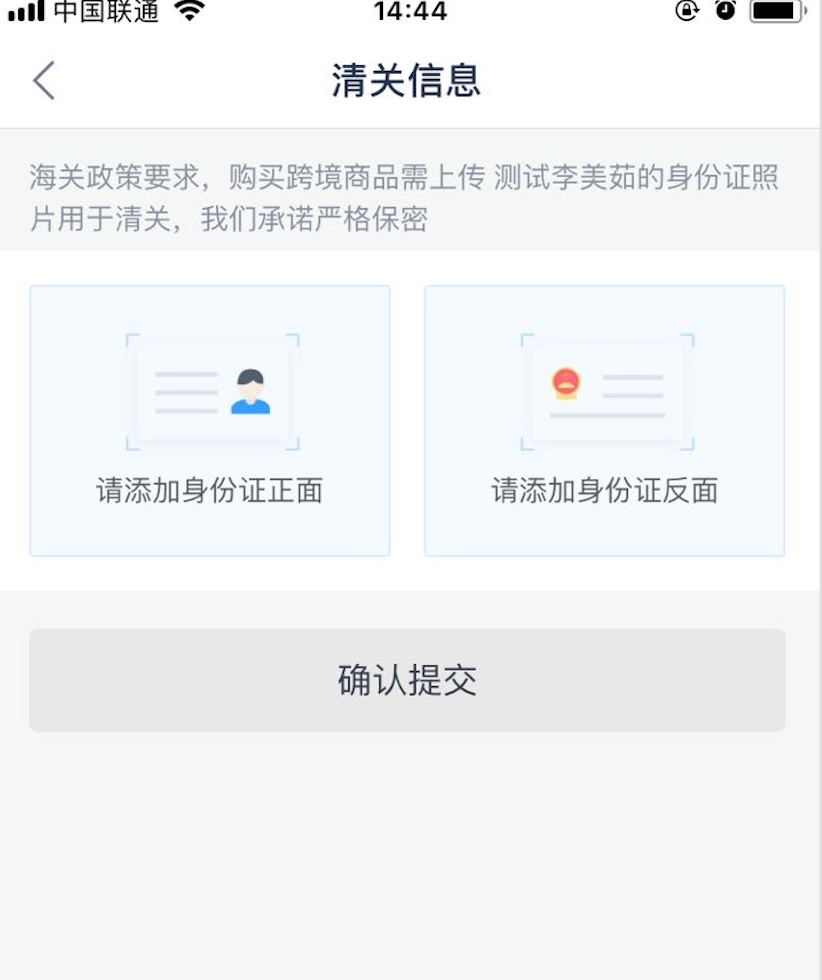 中国联通 14:44
清关信息
海关政策要求，购买跨境商品需上传 测试李美茹的身份证照
片用于清关，我们承诺严格保密
请添加身份证正面 请添加身份证反面
确认提交